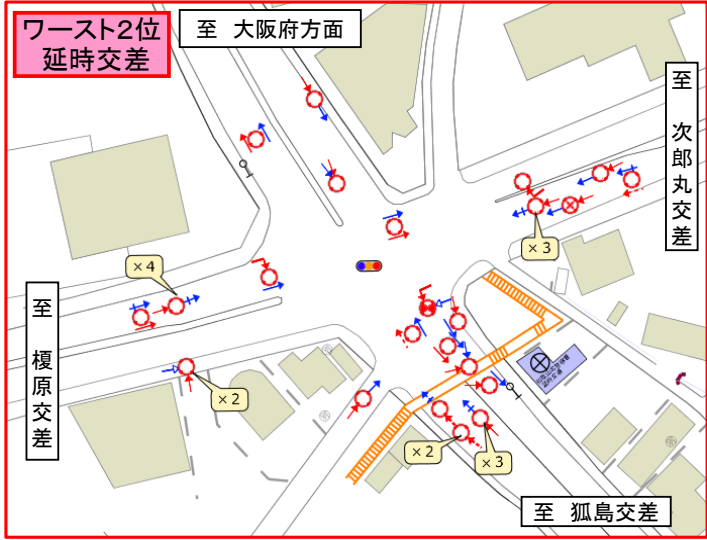 ワースト2位
延時交差
至 大阪府方面
至 次郎丸交差
×3
×4
至 榎原交差
×2
×2
×3
至 狐島交差